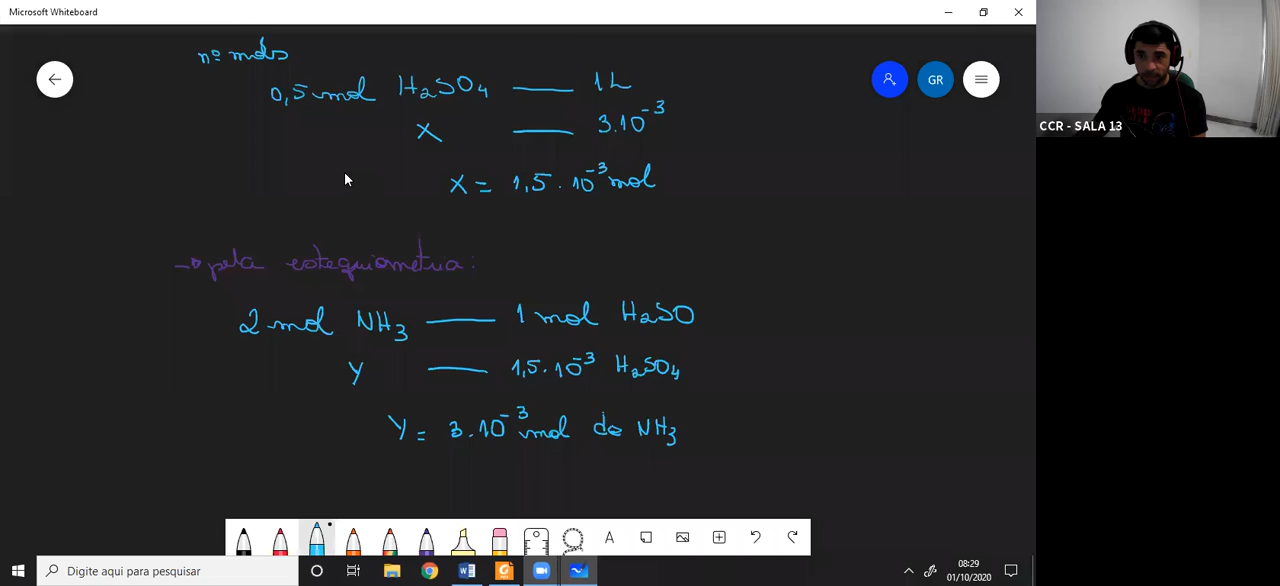 Microsoft Whiteboard
nº mols
0,5 mol H₂SO₄ — 1L
X — 3.10⁻³
X = 1,5 . 10⁻³ mol
GR
CCR - SALA 13
→ pela estequiometria:
2 mol NH₃ — 1 mol H₂SO
Y — 1,5.10⁻³ H₂SO₄
Y = 3.10⁻³ mol de NH₃
A
Digite aqui para pesquisar
08:29
01/10/2020